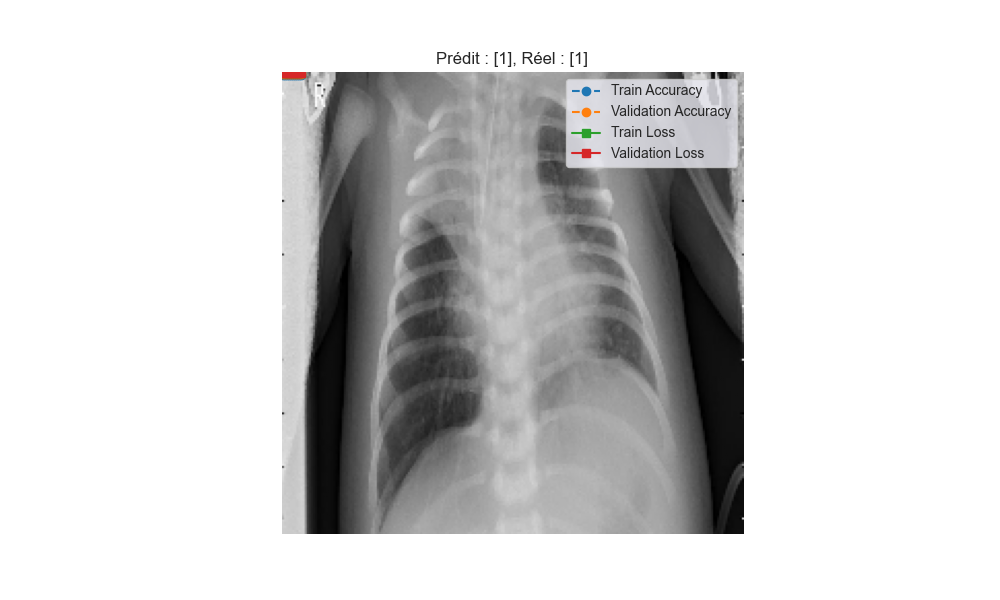 Prédit : [1], Réel : [1]
R
Train Accuracy
Validation Accuracy
Train Loss
Validation Loss